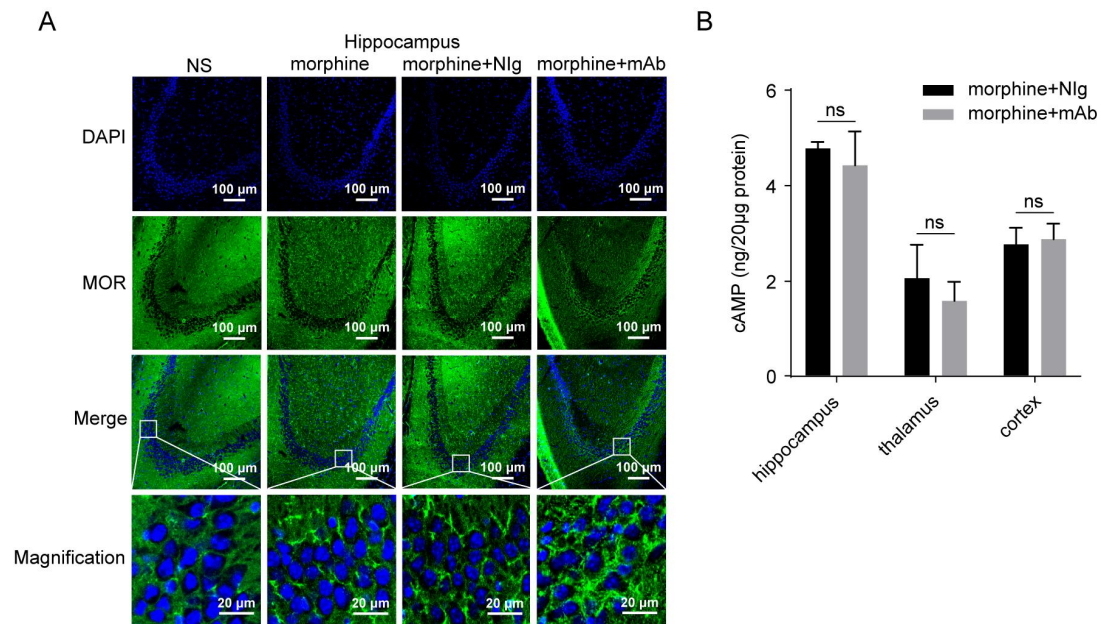 A
Hippocampus
NS morphine morphine+NIg morphine+mAb
DAPI
100 µm 100 µm 100 µm 100 µm
MOR
100 µm 100 µm 100 µm 100 µm
Merge
100 µm 100 µm 100 µm 100 µm
Magnification
20 µm 20 µm 20 µm 20 µm
B
morphine+NIg
morphine+mAb
cAMP (ng/20µg protein)
6
4
2
0
ns
ns
ns
hippocampus
thalamus
cortex